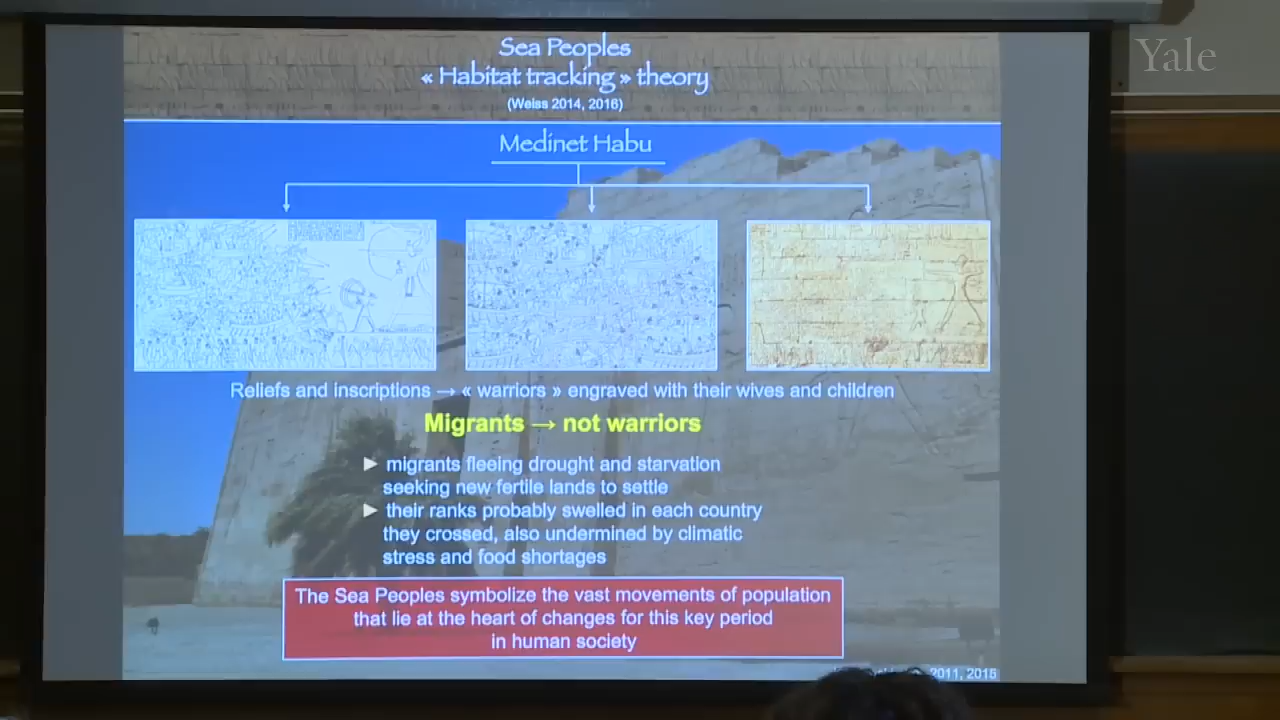 Sea Peoples
« Habitat tracking » theory
(Weiss 2014, 2016)
Yale
Medinet Habu
Reliefs and inscriptions → « warriors » engraved with their wives and children
Migrants → not warriors
► migrants fleeing drought and starvation
seeking new fertile lands to settle
► their ranks probably swelled in each country
they crossed, also undermined by climatic
stress and food shortages
The Sea Peoples symbolize the vast movements of population
that lie at the heart of changes for this key period
in human society
2011, 2016